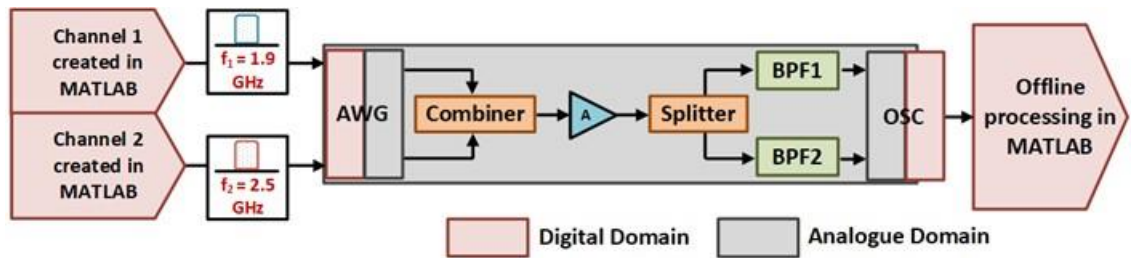 Channel 1
created in
MATLAB
f₁ = 1.9
GHz
Channel 2
created in
MATLAB
f₂ = 2.5
GHz
AWG
Combiner
A
Splitter
BPF1
BPF2
OSC
Offline
processing in
MATLAB
Digital Domain
Analogue Domain